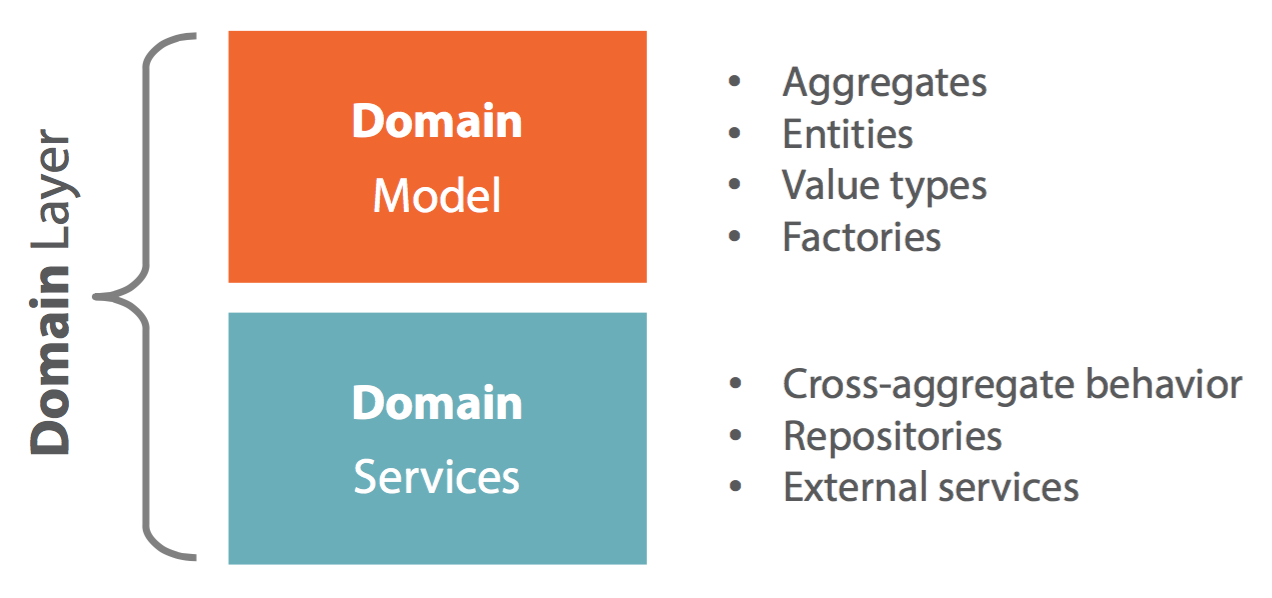 Domain Layer
Domain
Model
• Aggregates
• Entities
• Value types
• Factories
Domain
Services
• Cross-aggregate behavior
• Repositories
• External services